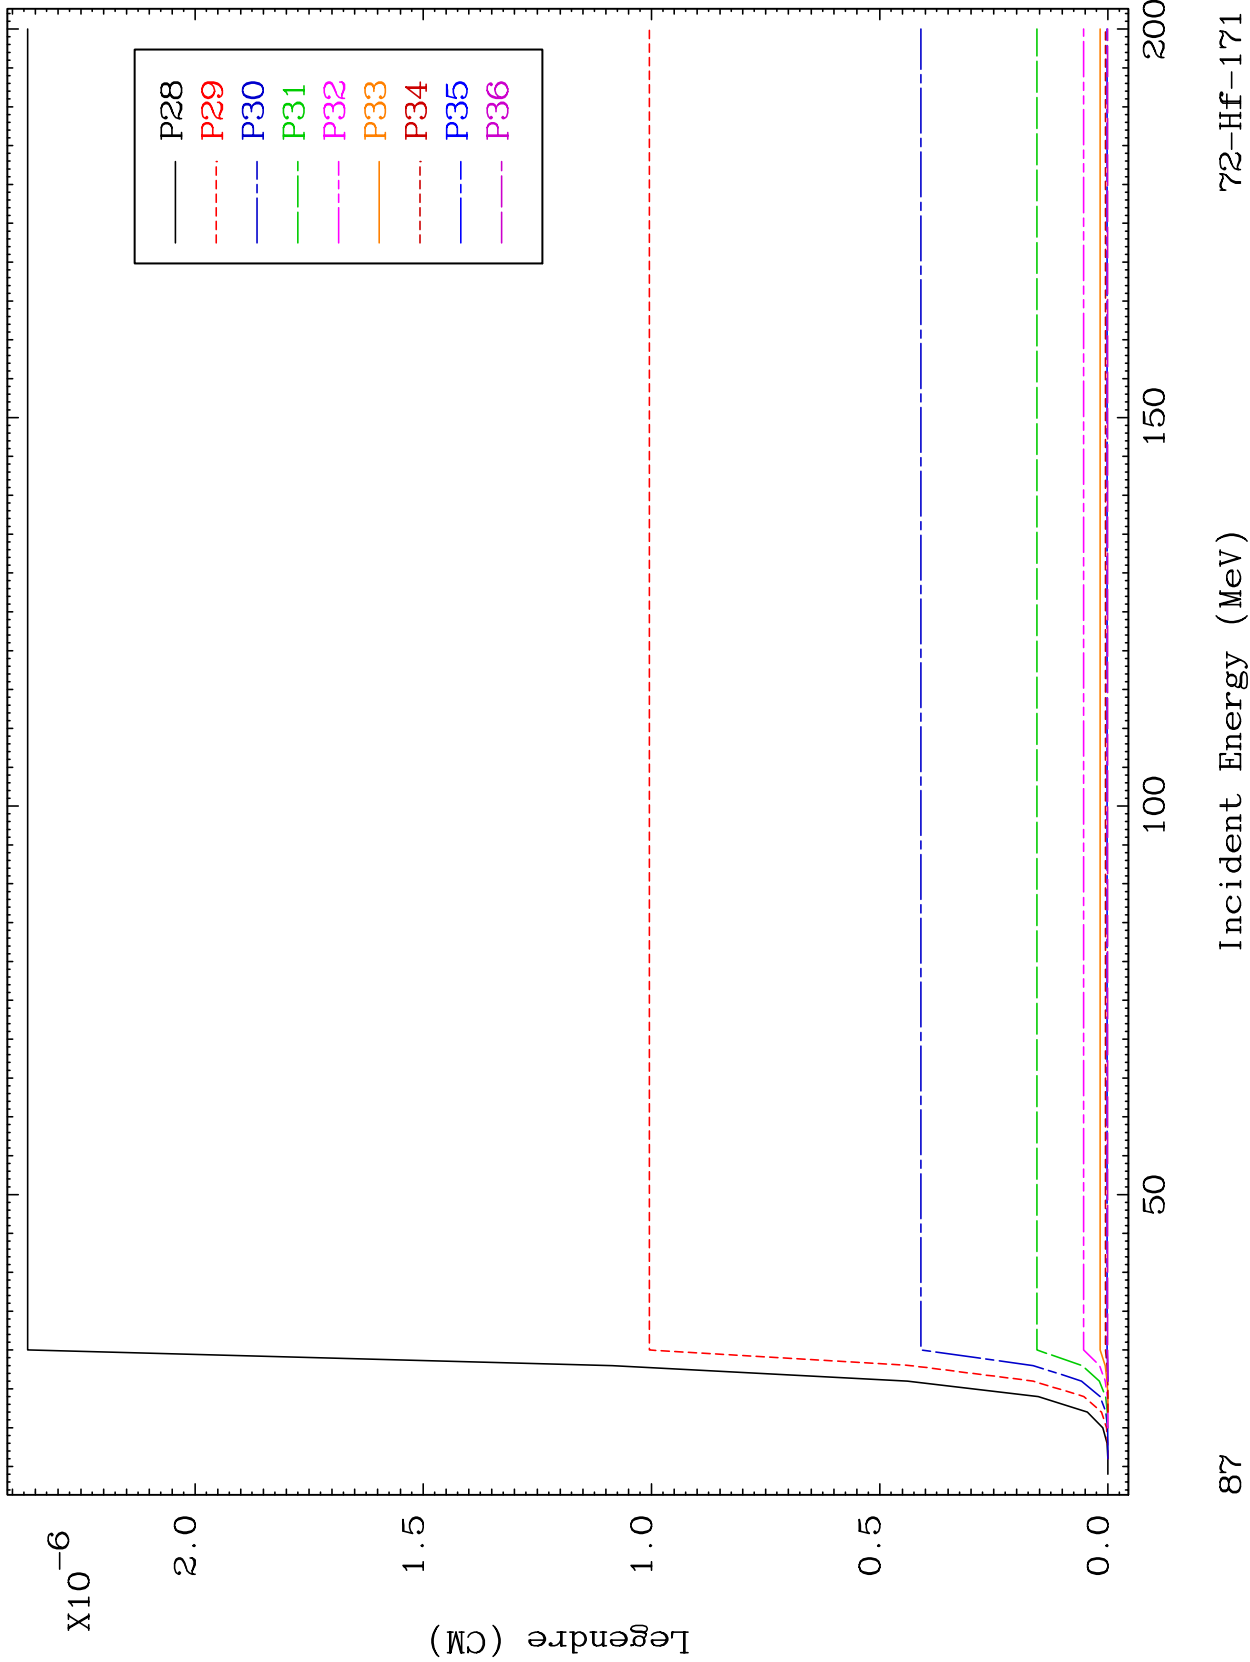 X10-6
2.0
1.5
1.0
0.5
0.0
Legendre (CM)
50
100
150
200
Incident Energy (MeV)
P28
P29
P30
P31
P32
P33
P34
P35
P36
87
72-Hf-171